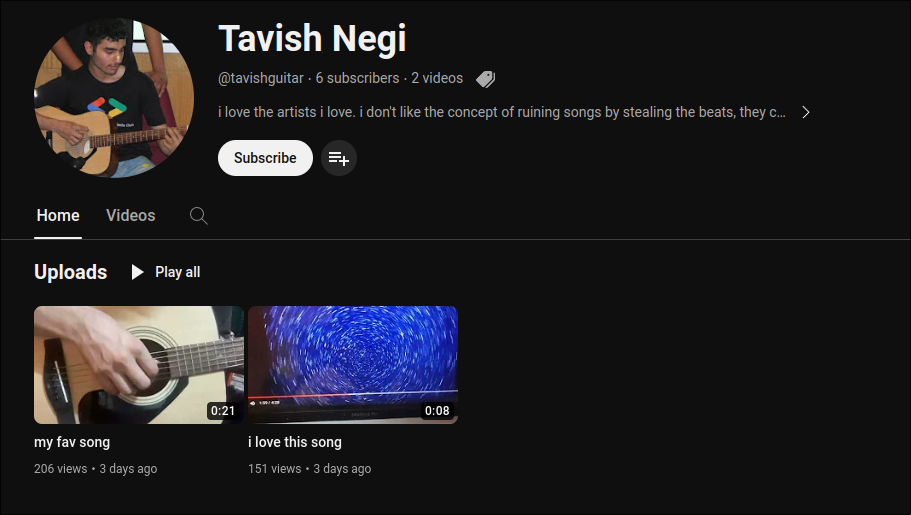 Tavish Negi
@tavishguitar · 6 subscribers · 2 videos
i love the artists i love. i don't like the concept of ruining songs by stealing the beats, they c...
Subscribe
Home Videos
Uploads Play all
0:21 0:08
my fav song i love this song
206 views • 3 days ago 151 views • 3 days ago